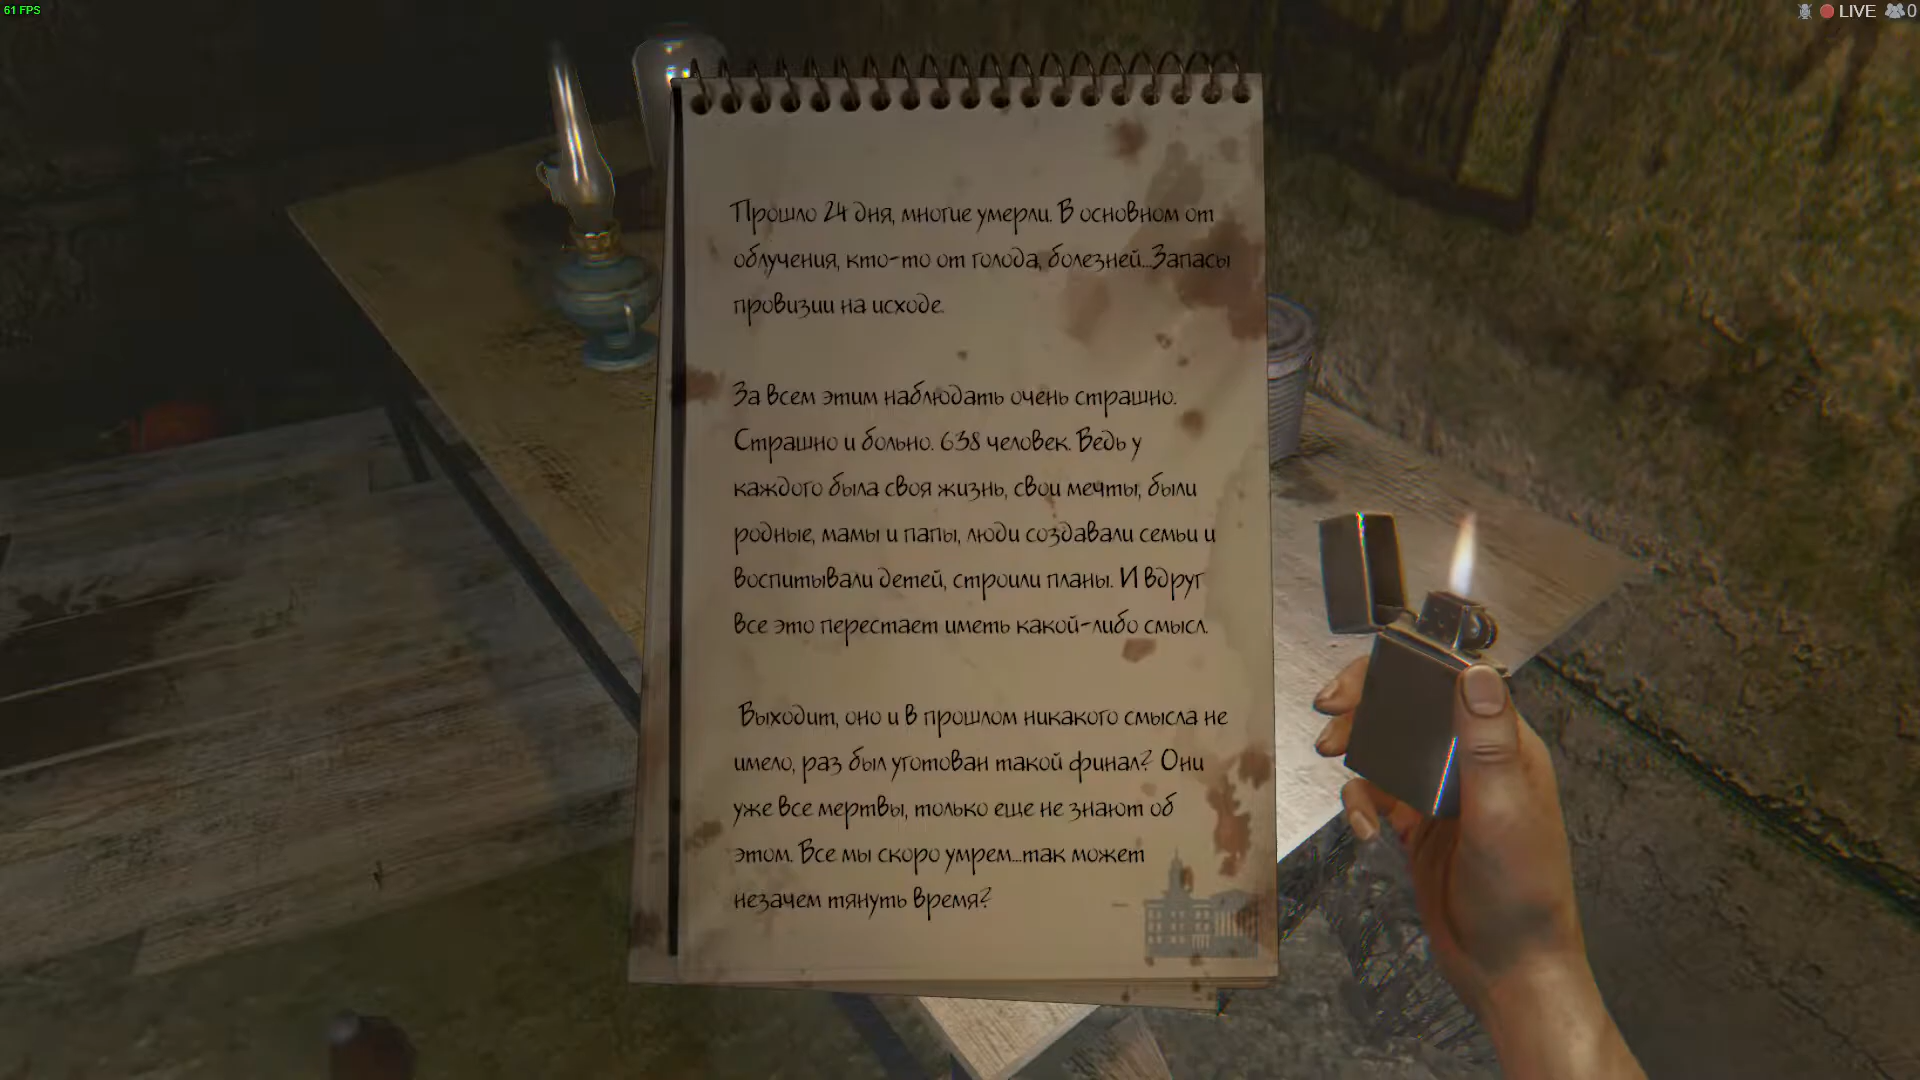 61 FPS
LIVE 0
Прошло 24 дня, многие умерли. В основном от
облучения, кто-то от голода, болезней...Запасы
провизии на исходе.
За всем этим наблюдать очень страшно.
Страшно и больно. 638 человек. Ведь у
каждого была своя жизнь, свои мечты, были
родные, мамы и папы, люди создавали семьи и
воспитывали детей, строили планы. И вдруг
все это перестает иметь какой-либо смысл.
Выходит, оно и в прошлом никакого смысла не
имело, раз был уготован такой финал? Они
уже все мертвы, только еще не знают об
этом. Все мы скоро умрем...так может
незачем тянуть время?